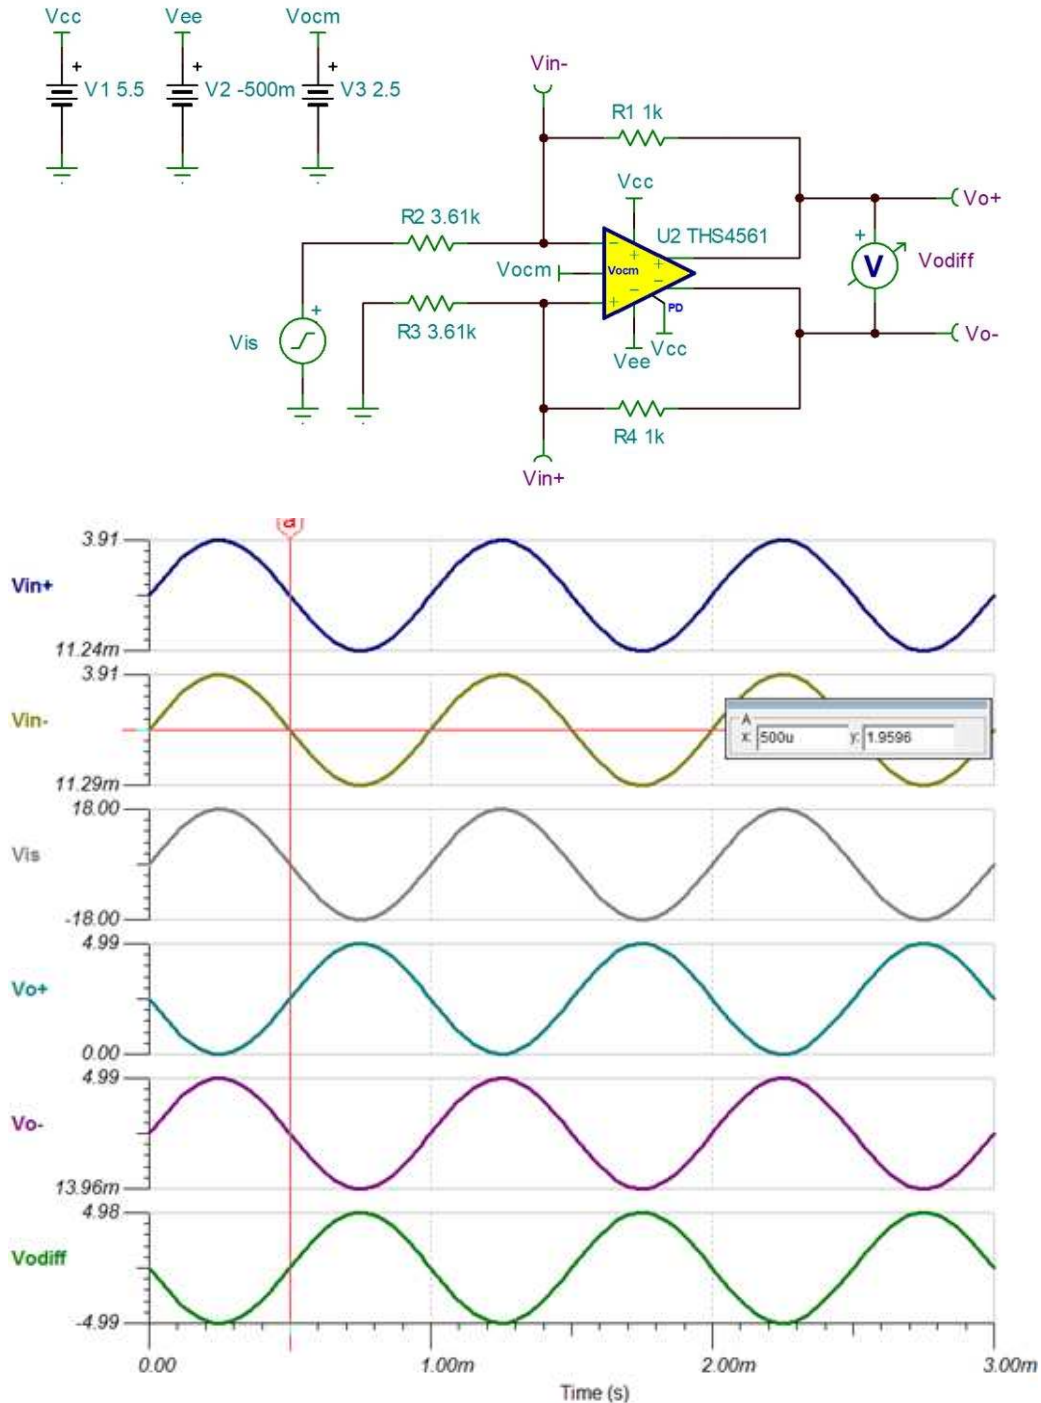 Vcc Vee Vocm
+ + +
V1 5.5 V2 -500m V3 2.5
Vin-
R1 1k
Vcc
Vo+
R2 3.61k
U2 THS4561
+
Vocm
Vocm
V
Vodiff
PD
R3 3.61k
+
Vis
Vee
Vcc
Vo-
R4 1k
Vin+
a
3.91
Vin+
11.24m
3.91
Vin-
A
x: 500u y: 1.9596
11.29m
18.00
Vis
-18.00
4.99
Vo+
0.00
4.99
Vo-
13.96m
4.98
Vodiff
-4.99
0.00 1.00m 2.00m 3.00m
Time (s)